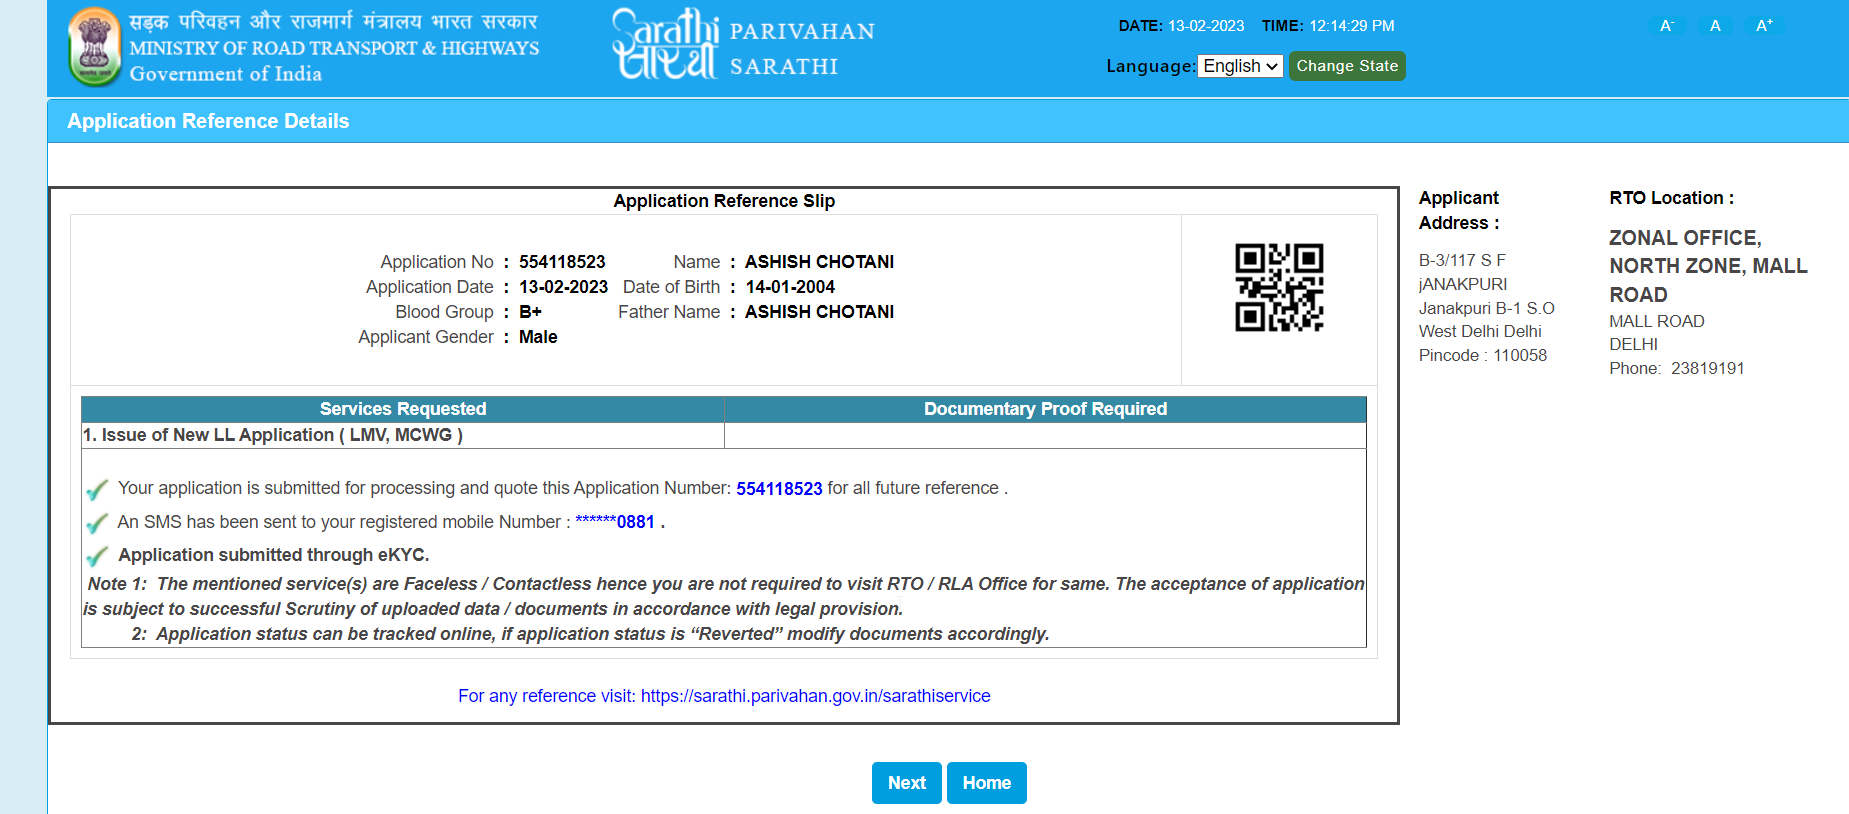 सड़क परिवहन और राजमार्ग मंत्रालय भारत सरकार
MINISTRY OF ROAD TRANSPORT & HIGHWAYS
Government of India
Sarathi
सारथी
PARIVAHAN
SARATHI
DATE: 13-02-2023 TIME: 12:14:29 PM
Language: English Change State
A- A A+
Application Reference Details
Application Reference Slip
Application No : 554118523 Name : ASHISH CHOTANI
Application Date : 13-02-2023 Date of Birth : 14-01-2004
Blood Group : B+ Father Name : ASHISH CHOTANI
Applicant Gender : Male
Services Requested Documentary Proof Required
1. Issue of New LL Application ( LMV, MCWG )
Your application is submitted for processing and quote this Application Number: 554118523 for all future reference .
An SMS has been sent to your registered mobile Number : ******0881 .
Application submitted through eKYC.
Note 1: The mentioned service(s) are Faceless / Contactless hence you are not required to visit RTO / RLA Office for same. The acceptance of application
is subject to successful Scrutiny of uploaded data / documents in accordance with legal provision.
2: Application status can be tracked online, if application status is “Reverted” modify documents accordingly.
For any reference visit: https://sarathi.parivahan.gov.in/sarathiservice
Applicant
Address :
B-3/117 S F
jANAKPURI
Janakpuri B-1 S.O
West Delhi Delhi
Pincode : 110058
RTO Location :
ZONAL OFFICE,
NORTH ZONE, MALL
ROAD
MALL ROAD
DELHI
Phone: 23819191
Next Home